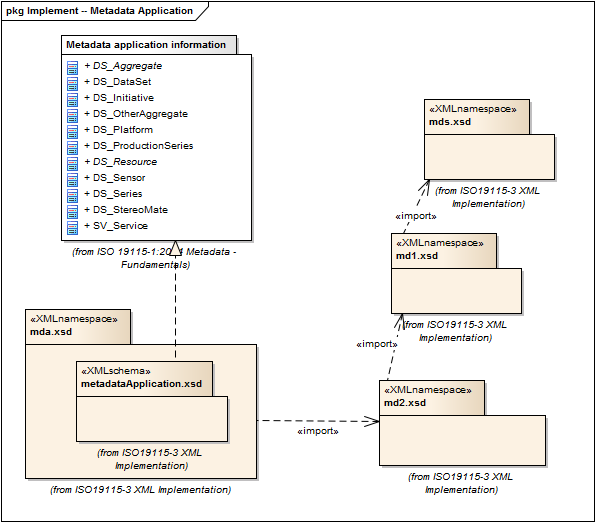 pkg Implement -- Metadata Application
Metadata application information
+ DS_Aggregate
+ DS_DataSet
+ DS_Initiative
+ DS_OtherAggregate
+ DS_Platform
+ DS_ProductionSeries
+ DS_Resource
+ DS_Sensor
+ DS_Series
+ DS_StereoMate
+ SV_Service
(from ISO 19115-1:20 4 Metadata -
Fundamentals)
«XMLnamespace»
mds.xsd
(from ISO19115-3 XML
Implementation)
«import»
«XMLnamespace»
md1.xsd
(from ISO19115-3 XML
Implementation)
«import»
«XMLnamespace»
mda.xsd
«XMLschema»
metadataApplication.xsd
(from ISO19115-3 XML
Implementation)
(from ISO19115-3 XML Implementation)
«import»
«XMLnamespace»
md2.xsd
(from ISO19115-3 XML
Implementation)